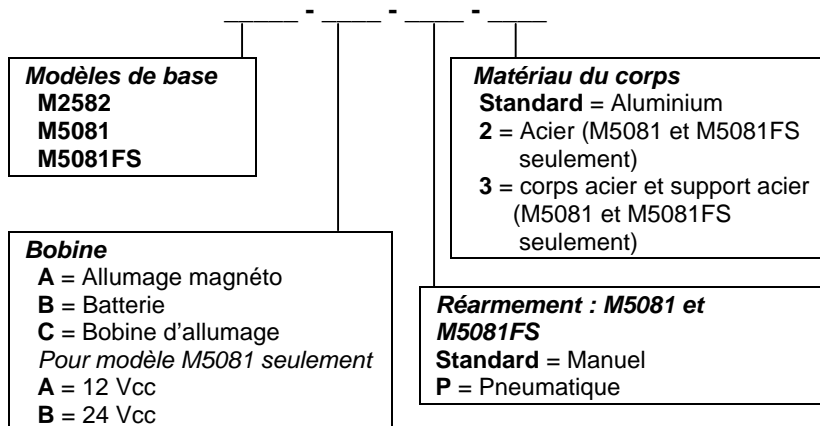 _____ - ____ - ____ - ____
Modèles de base
M2582
M5081
M5081FS
Bobine
A = Allumage magnéto
B = Batterie
C = Bobine d'allumage
Pour modèle M5081 seulement
A = 12 Vcc
B = 24 Vcc
Matériau du corps
Standard = Aluminium
2 = Acier (M5081 et M5081FS
seulement)
3 = corps acier et support acier
(M5081 et M5081FS
seulement)
Réarmement : M5081 et
M5081FS
Standard = Manuel
P = Pneumatique